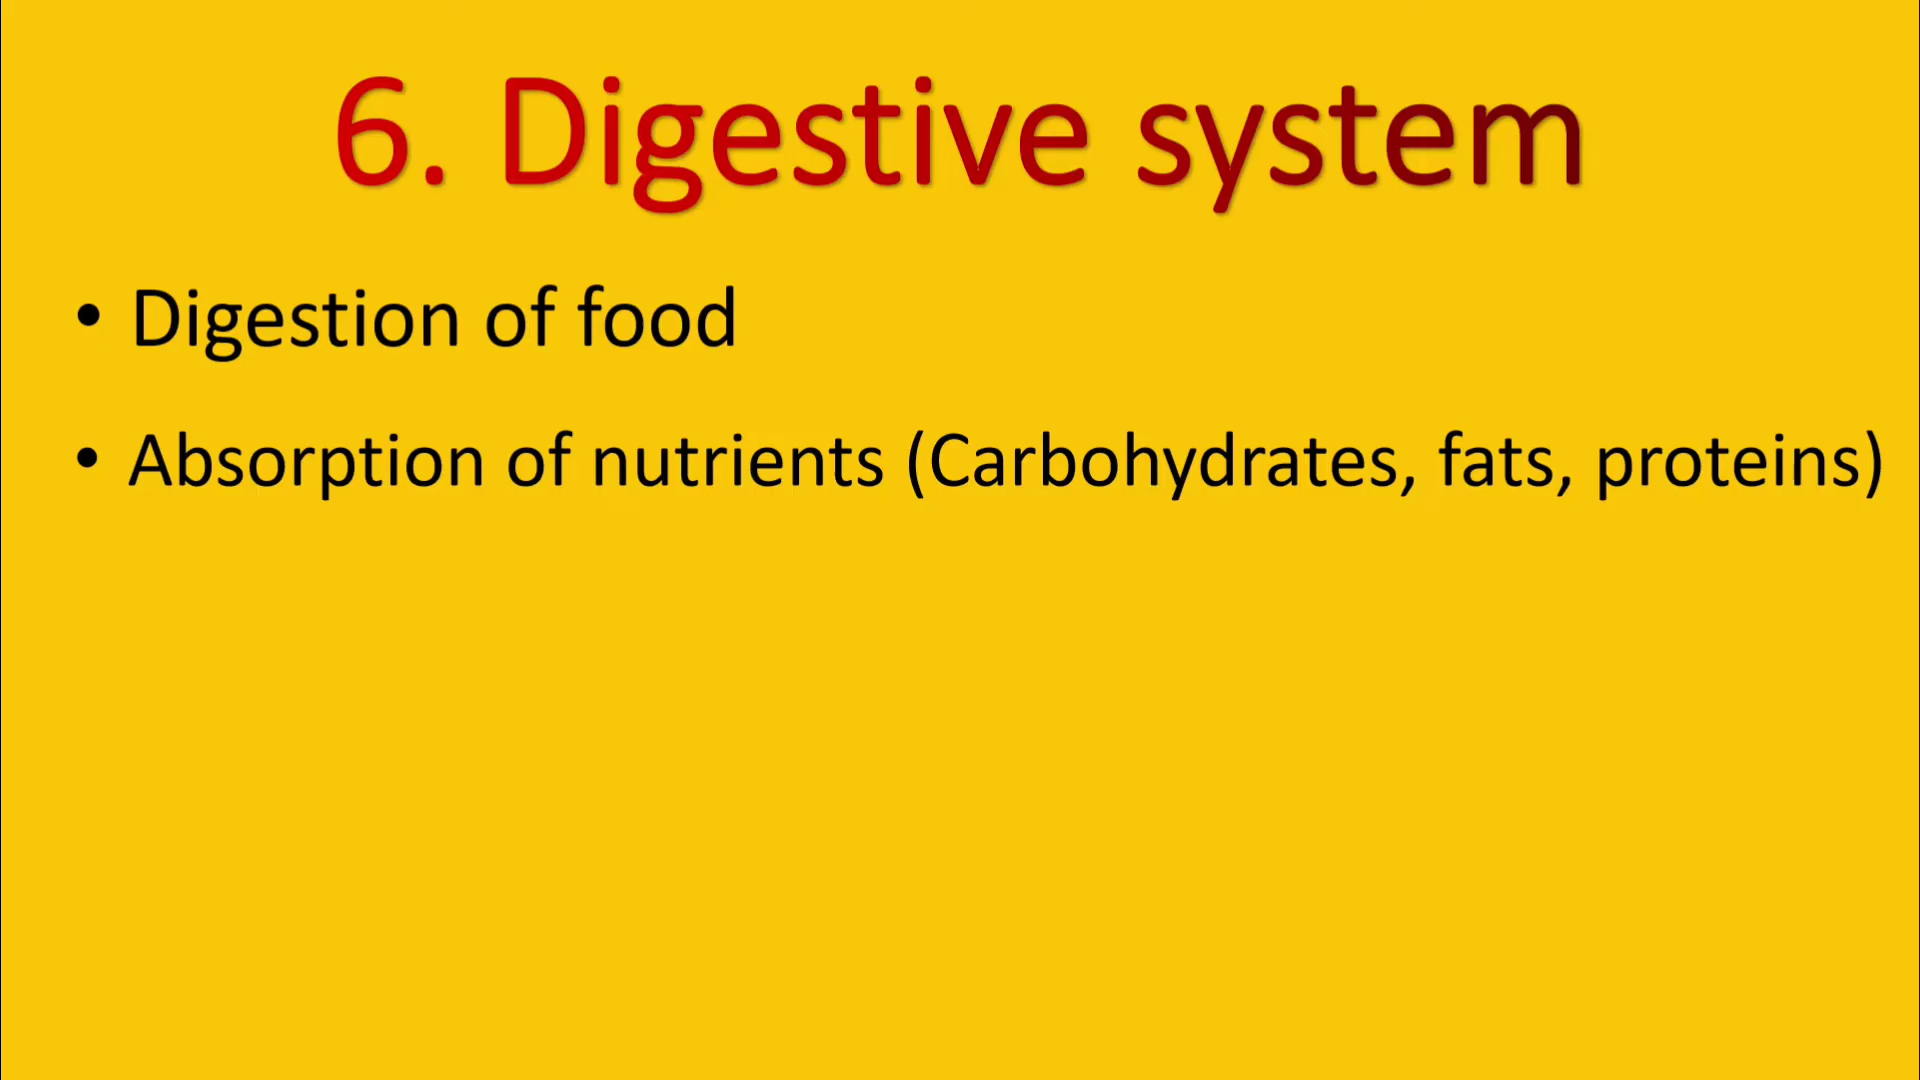 6. Digestive system
• Digestion of food
• Absorption of nutrients (Carbohydrates, fats, proteins)